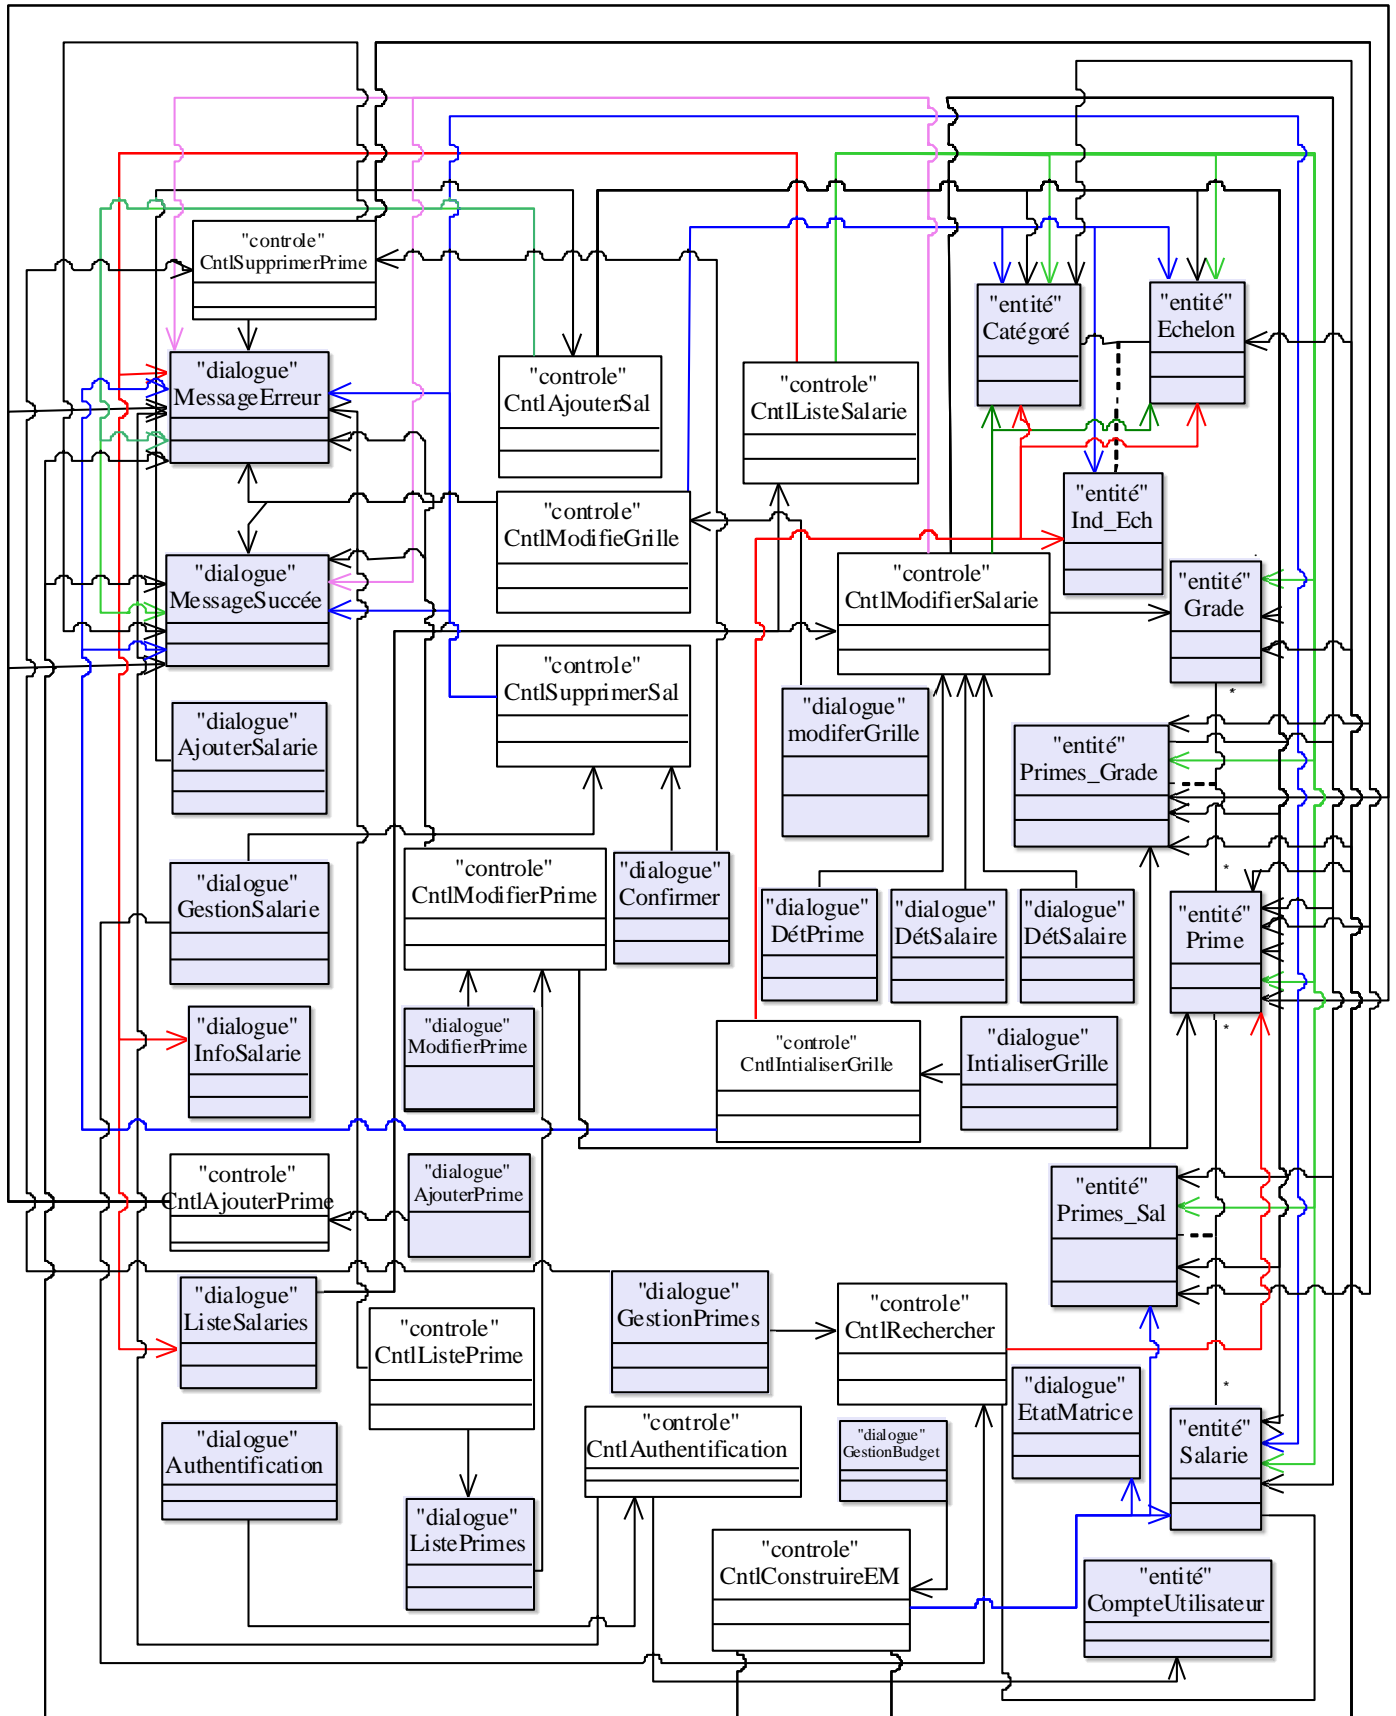 "controle"
CntlSupprimerPrime
"entité"
Catégoré
"entité"
Echelon
"dialogue"
MessageErreur
"controle"
CntlAjouterSal
"controle"
CntlListeSalarie
"entité"
Ind_Ech
"controle"
CntlModifieGrille
"dialogue"
MessageSuccée
"controle"
CntlModifierSalarie
"entité"
Grade
*
"controle"
CntlSupprimerSal
"dialogue"
AjouterSalarie
"dialogue"
modiferGrille
"entité"
Primes_Grade
*
"dialogue"
GestionSalarie
"controle"
CntlModifierPrime
"dialogue"
Confirmer
"dialogue"
DétPrime
"dialogue"
DétSalaire
"dialogue"
DétSalaire
"entité"
Prime
*
"dialogue"
InfoSalarie
"dialogue"
ModifierPrime
"controle"
CntlIntialiserGrille
"dialogue"
IntialiserGrille
"controle"
CntlAjouterPrime
"dialogue"
AjouterPrime
"entité"
Primes_Sal
"dialogue"
ListeSalaries
"controle"
CntlListePrime
"dialogue"
GestionPrimes
"controle"
CntlRechercher
"dialogue"
EtatMatrice
*
"entité"
Salarie
"dialogue"
Authentification
"controle"
CntlAuthentification
"dialogue"
GestionBudget
"dialogue"
ListePrimes
"controle"
CntlConstruireEM
"entité"
CompteUtilisateur